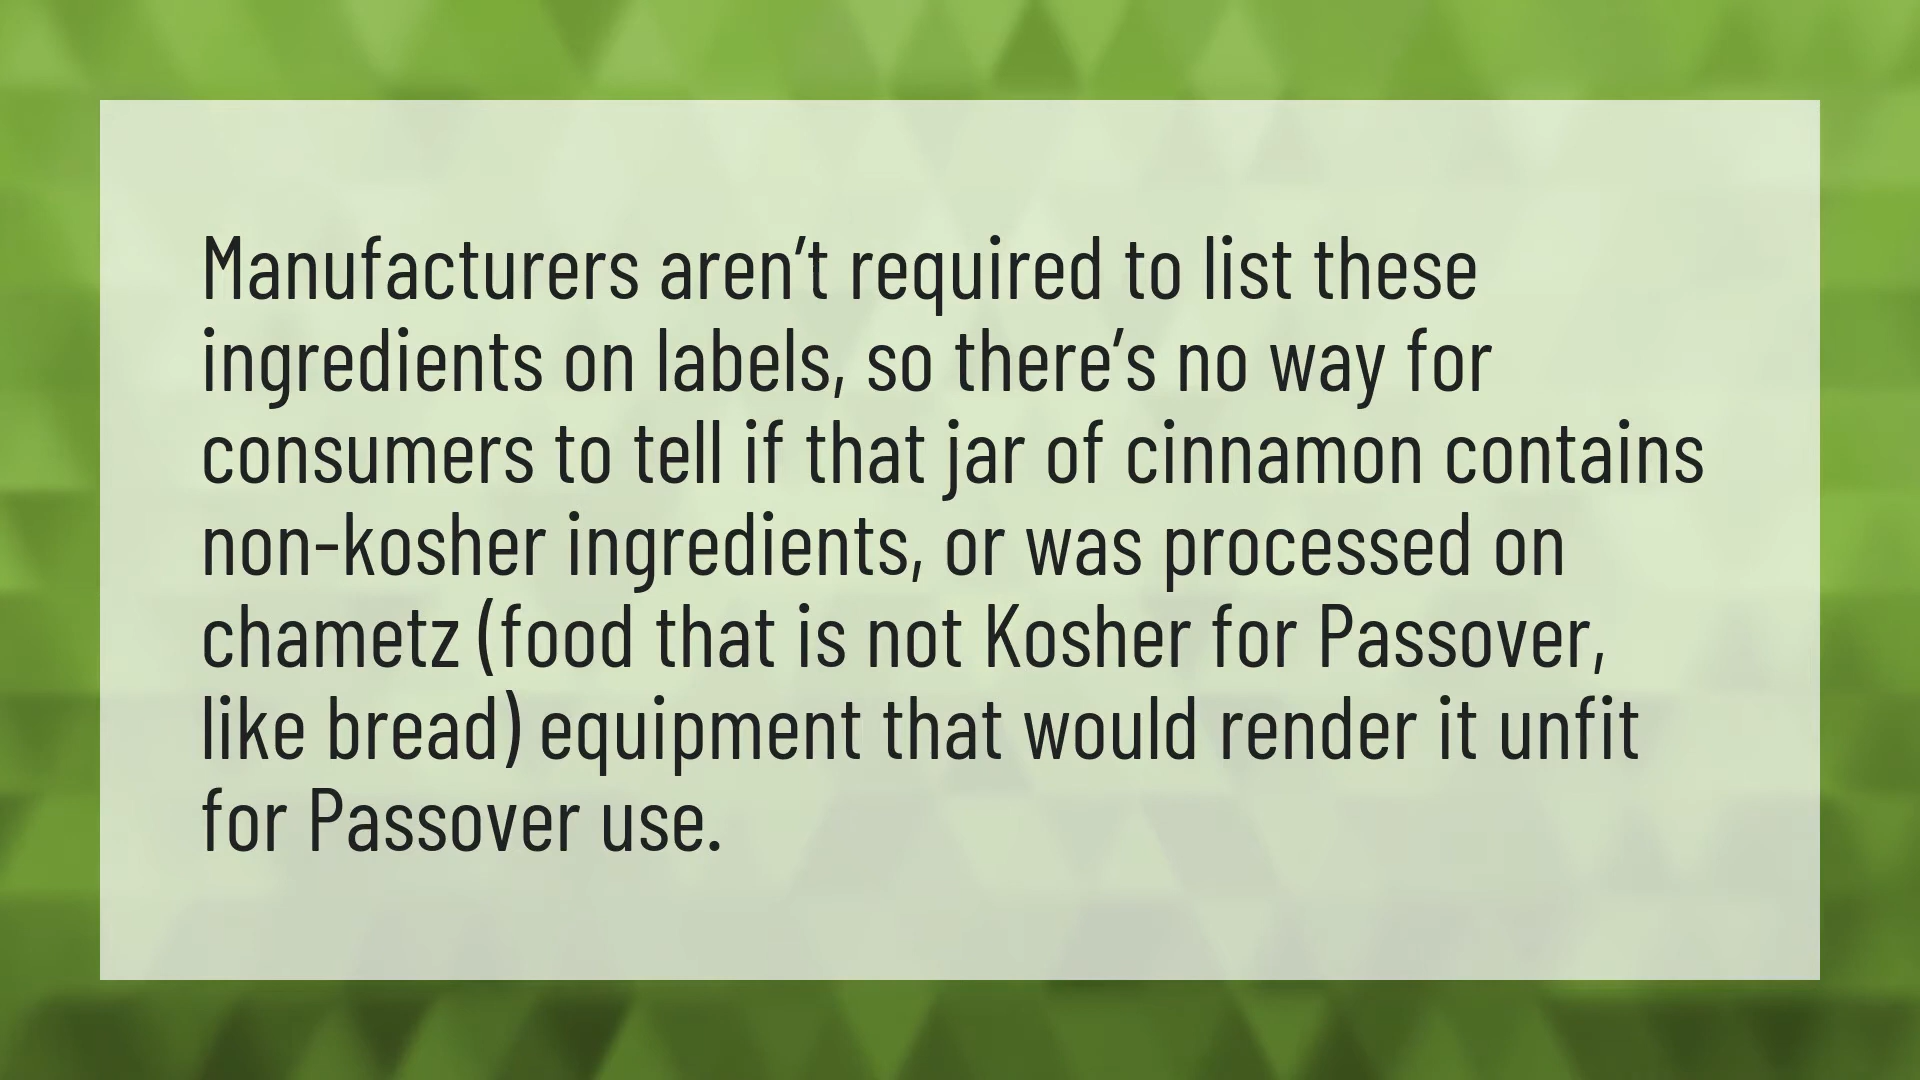 Manufacturers aren’t required to list these
ingredients on labels, so there’s no way for
consumers to tell if that jar of cinnamon contains
non-kosher ingredients, or was processed on
chametz (food that is not Kosher for Passover,
like bread) equipment that would render it unfit
for Passover use.